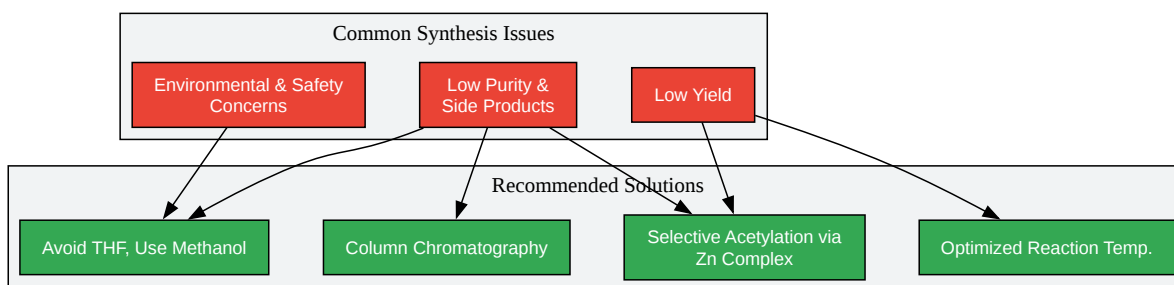 Common Synthesis Issues
Environmental & Safety
Concerns
Low Purity &
Side Products
Low Yield
Recommended Solutions
Avoid THF, Use Methanol
Column Chromatography
Selective Acetylation via
Zn Complex
Optimized Reaction Temp.